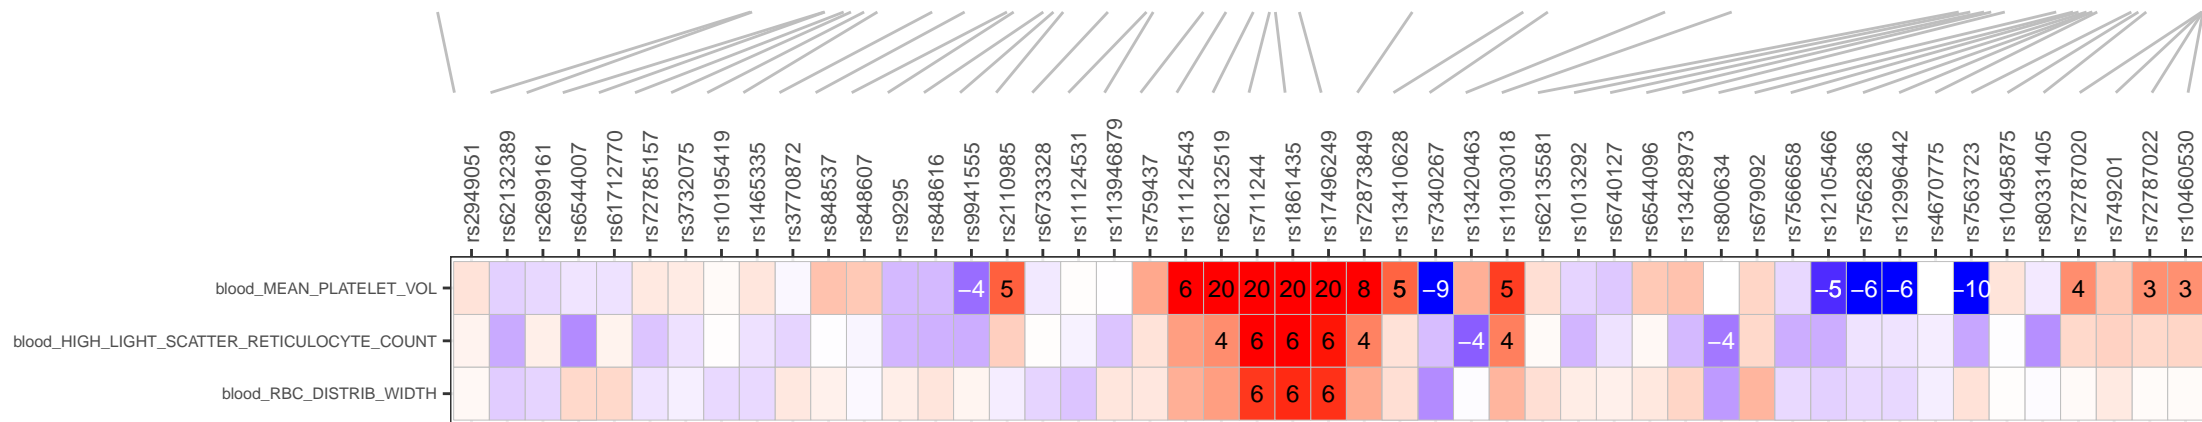 rs2949051
rs62132389
rs2699161
rs6544007
rs61712770
rs72785157
rs3732075
rs10195419
rs1465335
rs3770872
rs848537
rs848607
rs9295
rs848616
rs9941555
rs2110985
rs6733328
rs11124531
rs113946879
rs759437
rs11124543
rs62132519
rs711244
rs1861435
rs17496249
rs72873849
rs13410628
rs7340267
rs13420463
rs11903018
rs62135581
rs1013292
rs6740127
rs6544096
rs13428973
rs800634
rs679092
rs7566658
rs12105466
rs7562836
rs12996442
rs4670775
rs7563723
rs10495875
rs80331405
rs72787020
rs749201
rs72787022
rs10460530
blood_MEAN_PLATELET_VOL −4 5 6 20 20 20 20 8 5 −9 5 −5 −6 −6 −10 4 3 3
blood_HIGH_LIGHT_SCATTER_RETICULOCYTE_COUNT 4 6 6 6 4 −4 4 −4
blood_RBC_DISTRIB_WIDTH 6 6 6